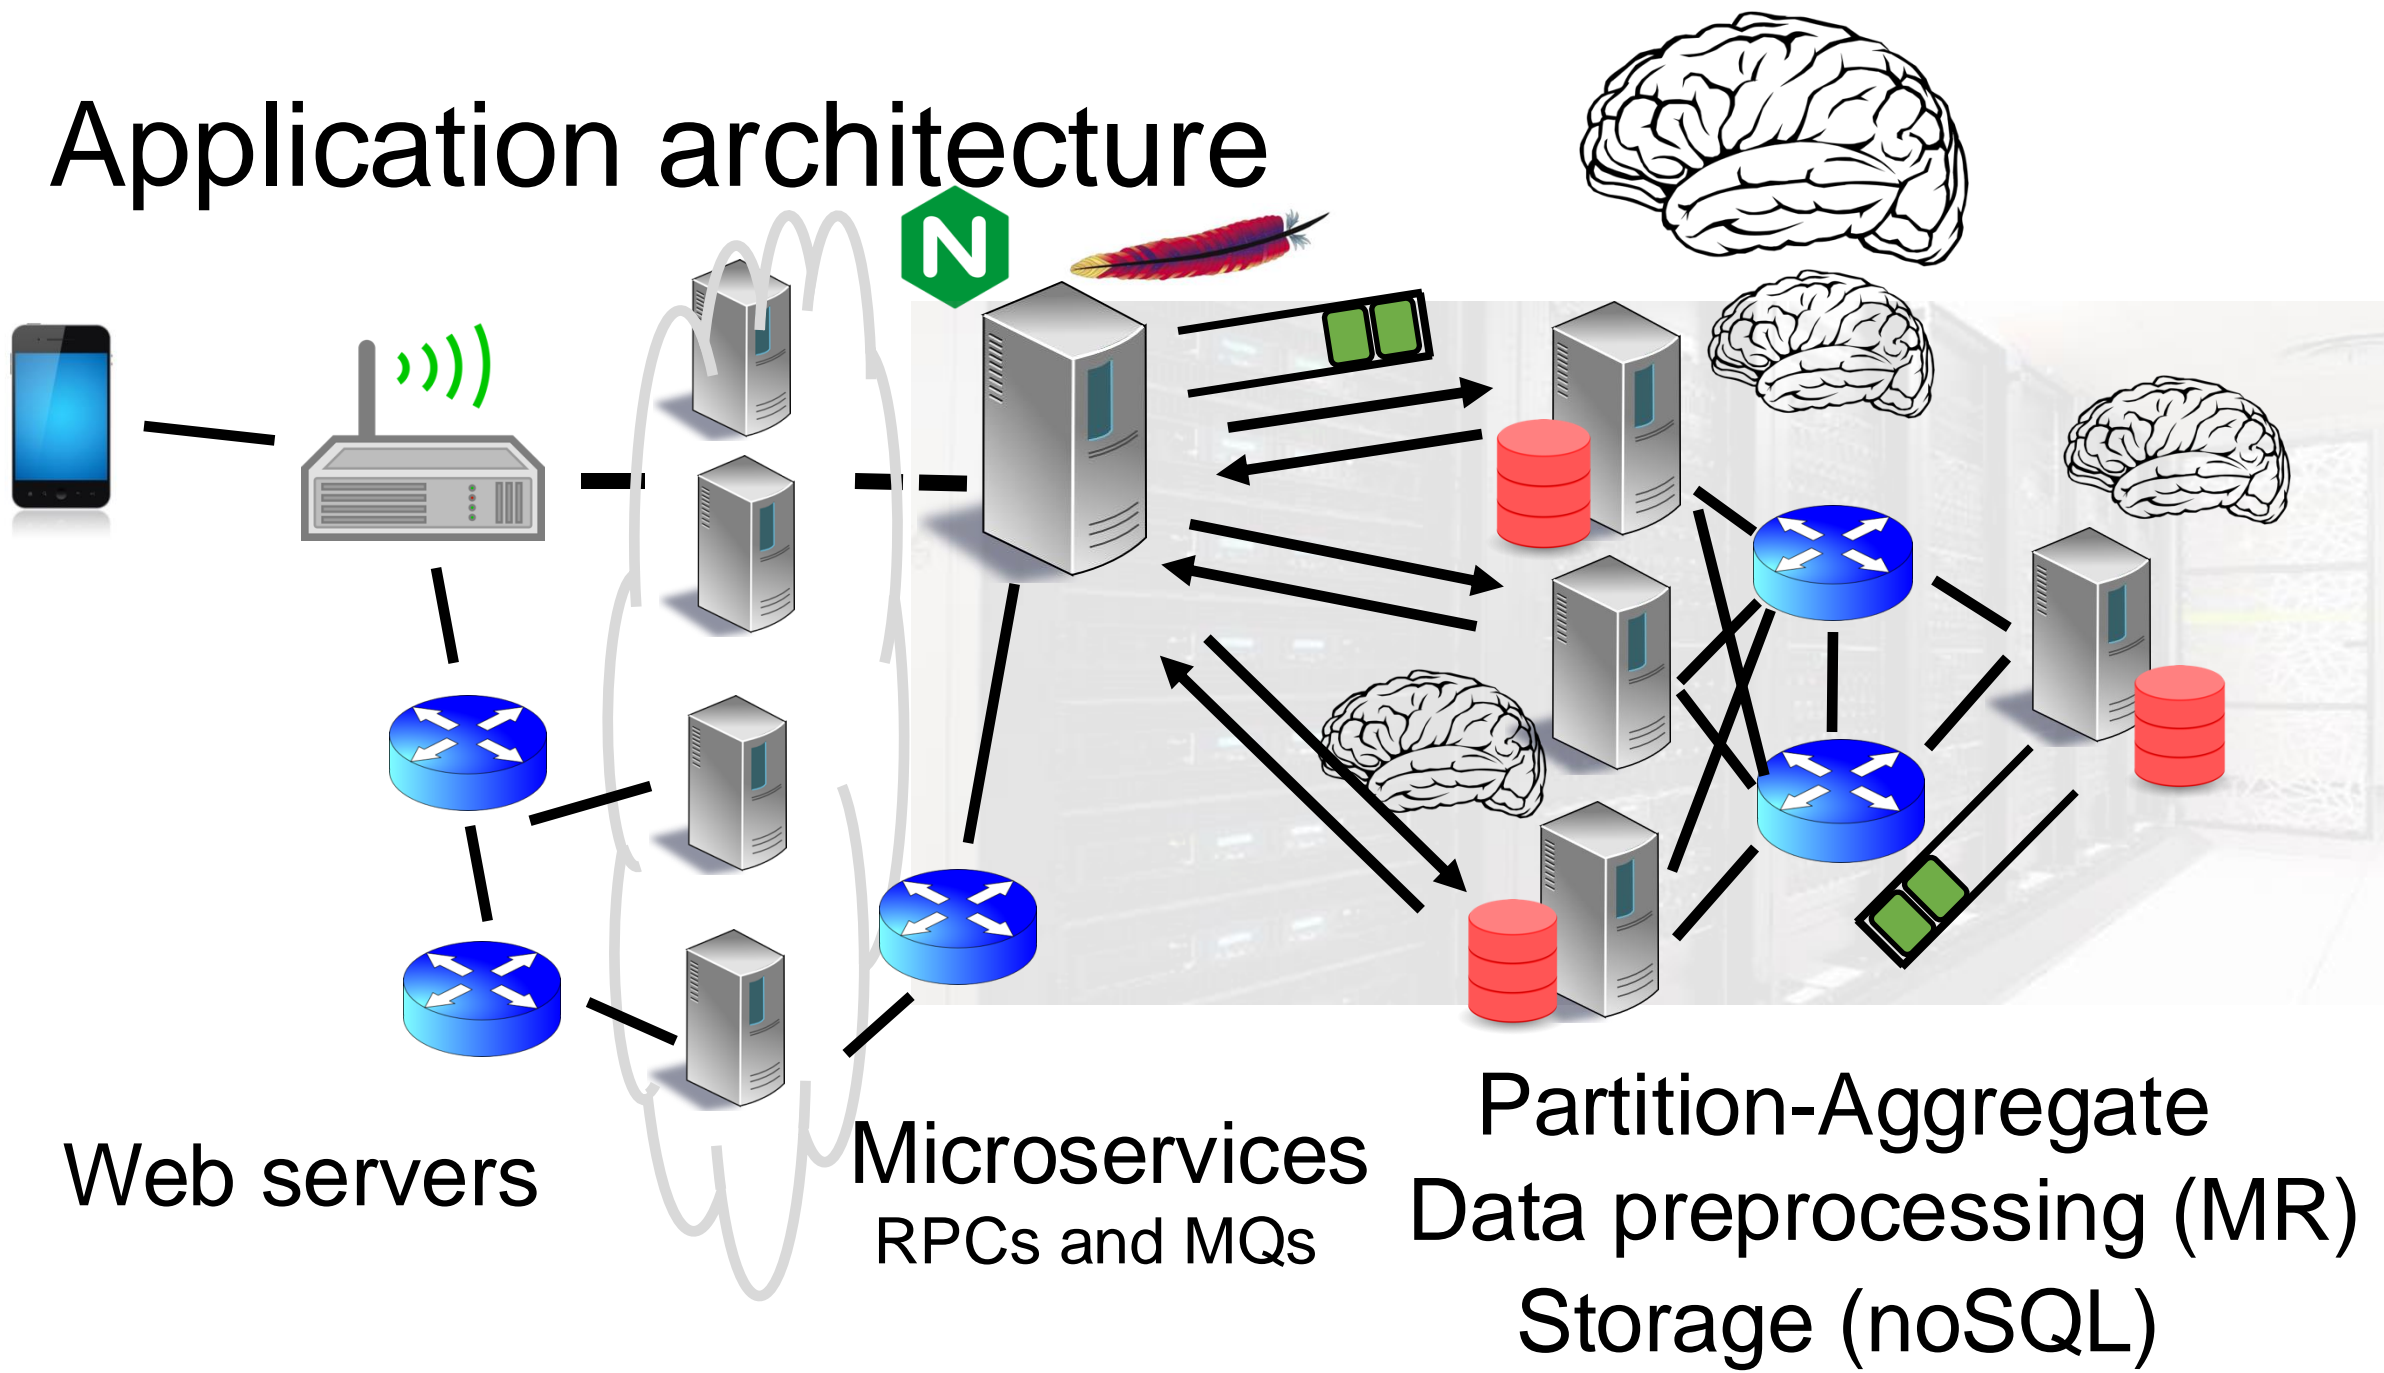 Application architecture
N
Web servers
Microservices
RPCs and MQs
Partition-Aggregate
Data preprocessing (MR)
Storage (noSQL)